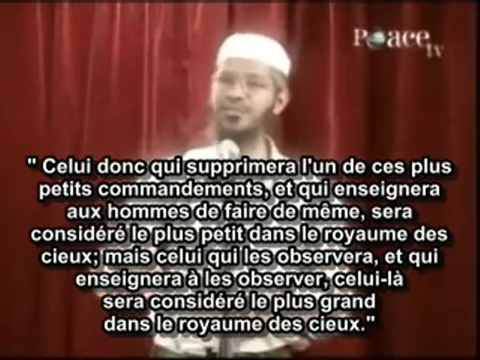 Peace tv
" Celui donc qui supprimera l'un de ces plus
petits commandements, et qui enseignera
aux hommes de faire de même, sera
considéré le plus petit dans le royaume des
cieux; mais celui qui les observera, et qui
enseignera à les observer, celui-là
sera considéré le plus grand
dans le royaume des cieux."